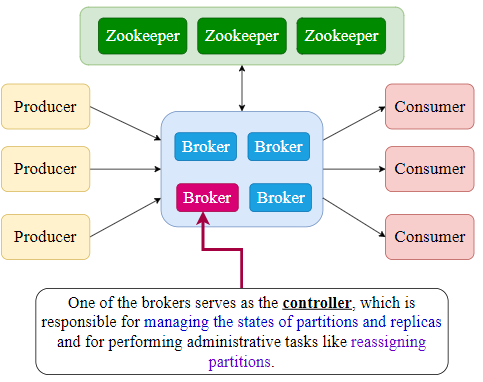 Zookeeper Zookeeper Zookeeper
Producer
Consumer
Broker Broker
Producer
Consumer
Broker Broker
Producer
Consumer
One of the brokers serves as the controller, which is
responsible for managing the states of partitions and replicas
and for performing administrative tasks like reassigning
partitions.